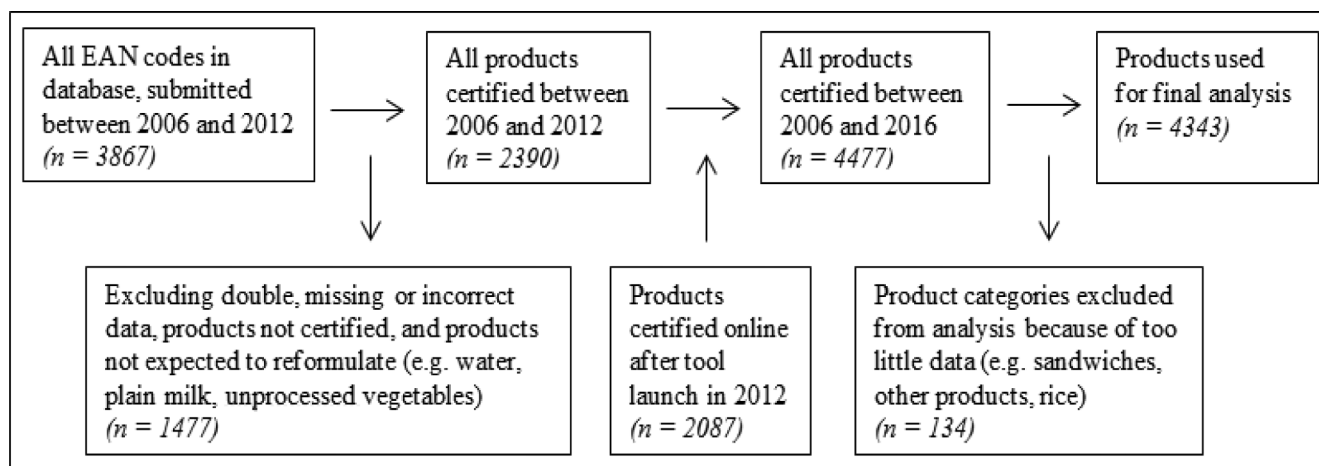 All EAN codes in
database, submitted
between 2006 and 2012
(n = 3867)
All products
certified between
2006 and 2012
(n = 2390)
All products
certified between
2006 and 2016
(n = 4477)
Products used
for final analysis
(n = 4343)
Excluding double, missing or incorrect
data, products not certified, and products
not expected to reformulate (e.g. water,
plain milk, unprocessed vegetables)
(n = 1477)
Products
certified online
after tool
launch in 2012
(n = 2087)
Product categories excluded
from analysis because of too
little data (e.g. sandwiches,
other products, rice)
(n = 134)